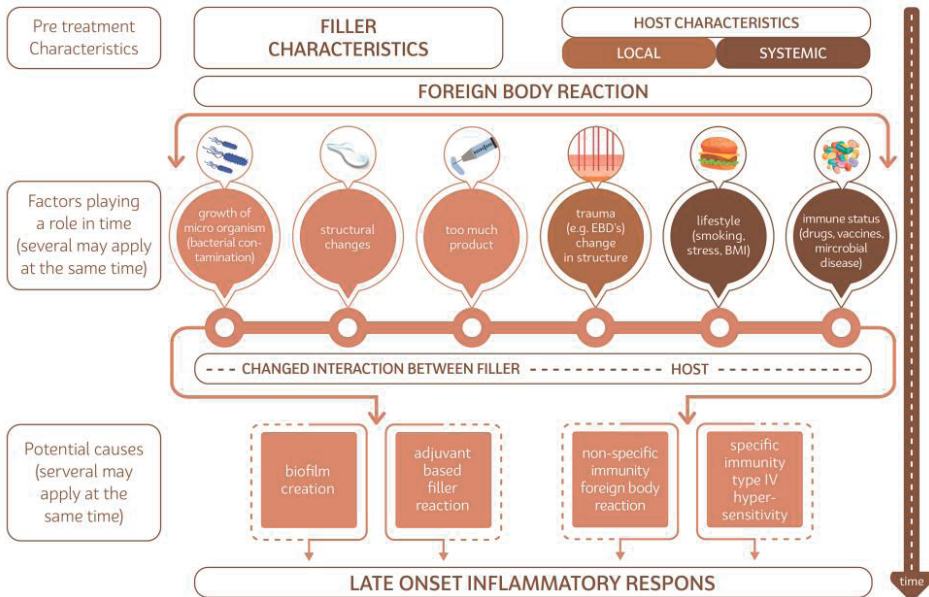 Pre treatment
Characteristics
FILLER
CHARACTERISTICS
HOST CHARACTERISTICS
LOCAL
SYSTEMIC
FOREIGN BODY REACTION
Factors playing
a role in time
(several may apply
at the same time)
growth of
micro organism
(bacterial con-
tamination)
structural
changes
too much
product
trauma
(e.g. EBD's)
change
in structure
lifestyle
(smoking,
stress, BMI)
immune status
(drugs, vaccines,
mircrobial
disease)
CHANGED INTERACTION BETWEEN FILLER
HOST
Potential causes
(serveral may
apply at the
same time)
biofilm
creation
adjuvant
based
filler
reaction
non-specific
immunity
foreign body
reaction
specific
immunity
type IV
hyper-
sensitivity
LATE ONSET INFLAMMATORY RESPONS
time